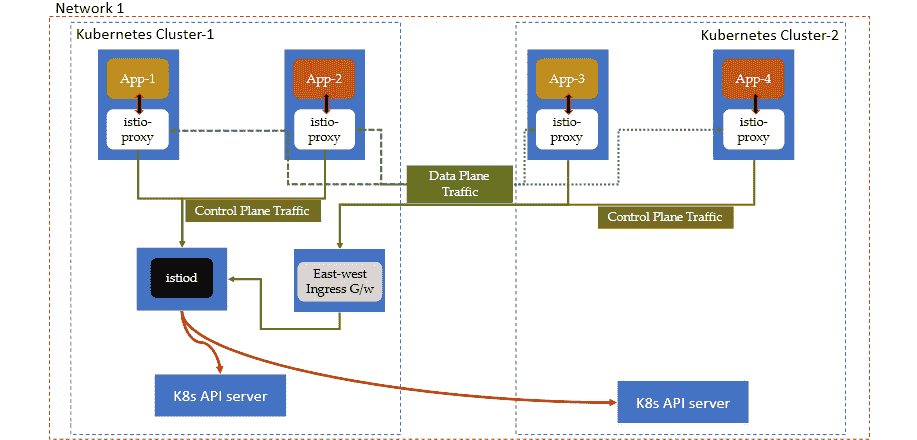 Network 1
Kubernetes Cluster-1
Kubernetes Cluster-2
App-1
App-2
App-3
App-4
istio-
proxy
istio-
proxy
istio-
proxy
istio-
proxy
Data Plane
Traffic
Control Plane Traffic
Control Plane Traffic
istiod
East-west
Ingress G/w
K8s API server
K8s API server